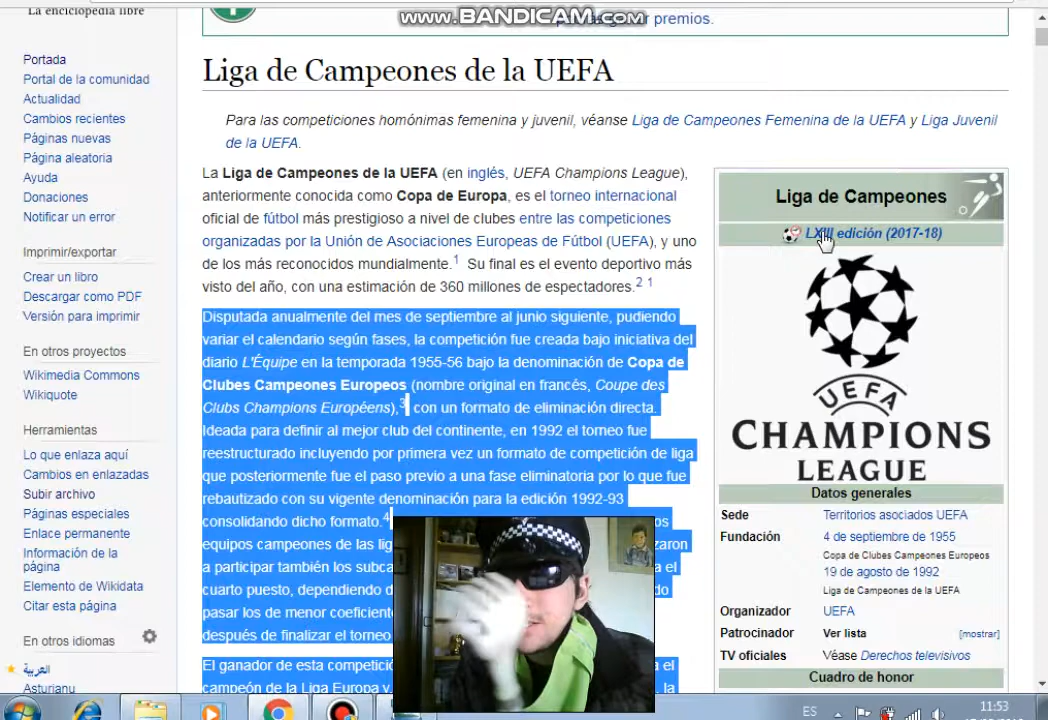 La enciclopedia libre
WWW.BANDICAM.COM
premios.
Portada
Portal de la comunidad
Actualidad
Cambios recientes
Páginas nuevas
Página aleatoria
Ayuda
Donaciones
Notificar un error
Imprimir/exportar
Crear un libro
Descargar como PDF
Versión para imprimir
En otros proyectos
Wikimedia Commons
Wikiquote
Herramientas
Lo que enlaza aquí
Cambios en enlazadas
Subir archivo
Páginas especiales
Enlace permanente
Información de la
página
Elemento de Wikidata
Citar esta página
En otros idiomas
العربية
Asturianu
Liga de Campeones de la UEFA
Para las competiciones homónimas femenina y juvenil, véanse Liga de Campeones Femenina de la UEFA y Liga Juvenil
de la UEFA.
La Liga de Campeones de la UEFA (en inglés, UEFA Champions League),
anteriormente conocida como Copa de Europa, es el torneo internacional
oficial de fútbol más prestigioso a nivel de clubes entre las competiciones
organizadas por la Unión de Asociaciones Europeas de Fútbol (UEFA), y uno
de los más reconocidos mundialmente.1 Su final es el evento deportivo más
visto del año, con una estimación de 360 millones de espectadores.2 1
Disputada anualmente del mes de septiembre al junio siguiente, pudiendo
variar el calendario según fases, la competición fue creada bajo iniciativa del
diario L'Équipe en la temporada 1955-56 bajo la denominación de Copa de
Clubes Campeones Europeos (nombre original en francés, Coupe des
Clubs Champions Européens),3 con un formato de eliminación directa.
Ideada para definir al mejor club del continente, en 1992 el torneo fue
reestructurado incluyendo por primera vez un formato de competición de liga
que posteriormente fue el paso previo a una fase eliminatoria por lo que fue
rebautizado con su vigente denominación para la edición 1992-93
consolidando dicho formato.4
equipos campeones de las
a participar también los
cuarto puesto, dependiendo
pasar los de menor coeficiente
después de finalizar el torneo
El ganador de esta
campeón de la Liga Europa
Liga de Campeones
LXIII edición (2017-18)
UEFA
CHAMPIONS
LEAGUE
Datos generales
Sede Territorios asociados UEFA
Fundación 4 de septiembre de 1955
Copa de Clubes Campeones Europeos
19 de agosto de 1992
Liga de Campeones de la UEFA
Organizador UEFA
Patrocinador Ver lista [mostrar]
TV oficiales Véase Derechos televisivos
Cuadro de honor
ES
11:53